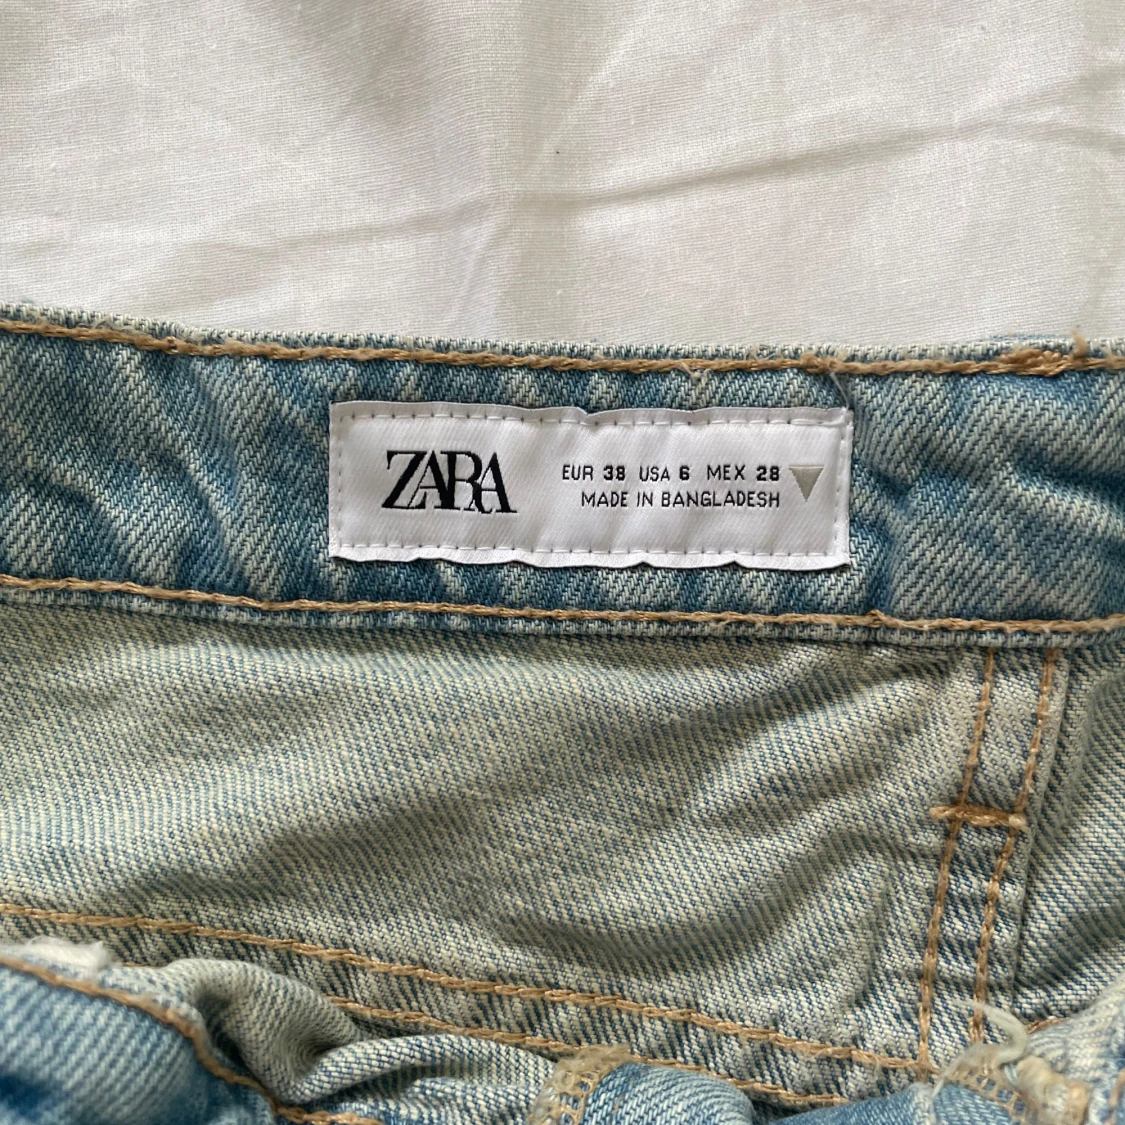 ZARA
EUR 38 USA 6 MEX 28
MADE IN BANGLADESH